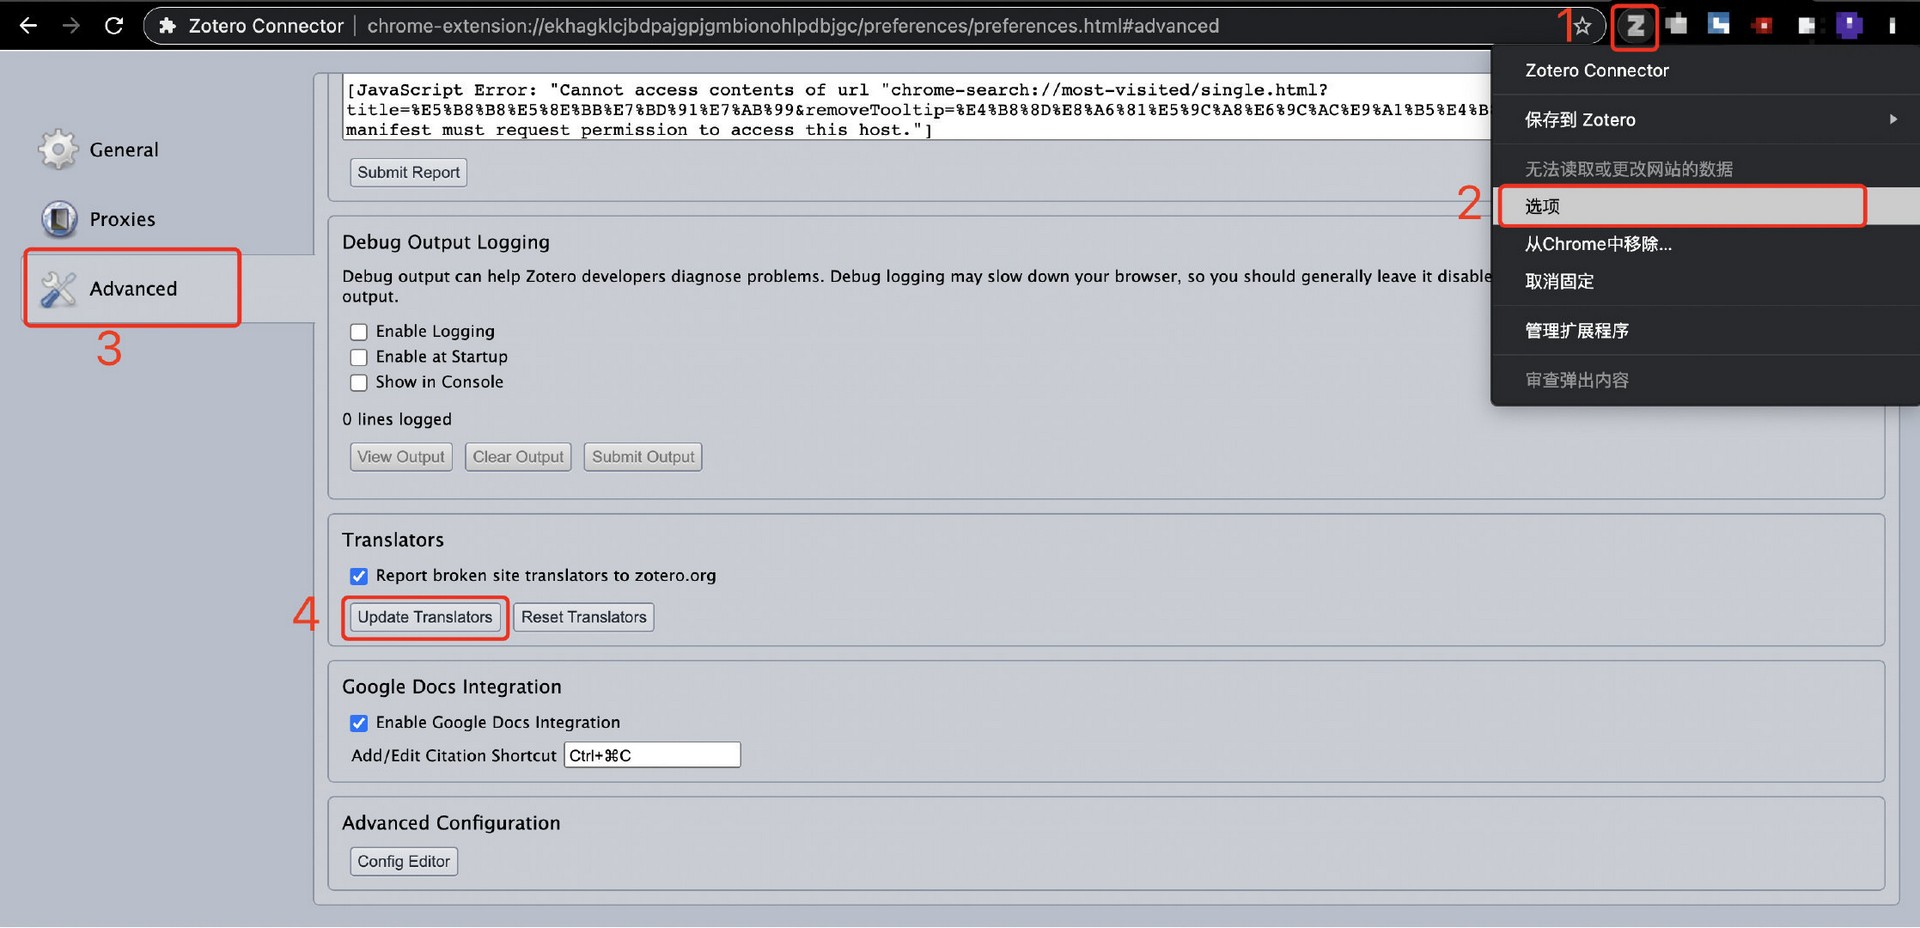 Zotero Connector | chrome-extension://ekhagklcjbdpajgpjgmbionohlpdbjgc/preferences/preferences.html#advanced
1
Z
[JavaScript Error: "Cannot access contents of url "chrome-search://most-visited/single.html?
title=%E5%B8%B8%E5%8E%BB%E7%BD%91%E7%AB%99&removeTooltip=%E4%B8%8D%E8%A6%81%E5%9C%A8%E6%9C%AC%E9%A1%B5%E4%B
manifest must request permission to access this host."]
Submit Report
General
Proxies
Advanced
3
Debug Output Logging
Debug output can help Zotero developers diagnose problems. Debug logging may slow down your browser, so you should generally leave it disable
output.
Enable Logging
Enable at Startup
Show in Console
0 lines logged
View Output Clear Output Submit Output
Translators
Report broken site translators to zotero.org
4
Update Translators Reset Translators
Google Docs Integration
Enable Google Docs Integration
Add/Edit Citation Shortcut Ctrl+⌘C
Advanced Configuration
Config Editor
Zotero Connector
保存到 Zotero
无法读取或更改网站的数据
2
选项
从Chrome中移除...
取消固定
管理扩展程序
审查弹出内容